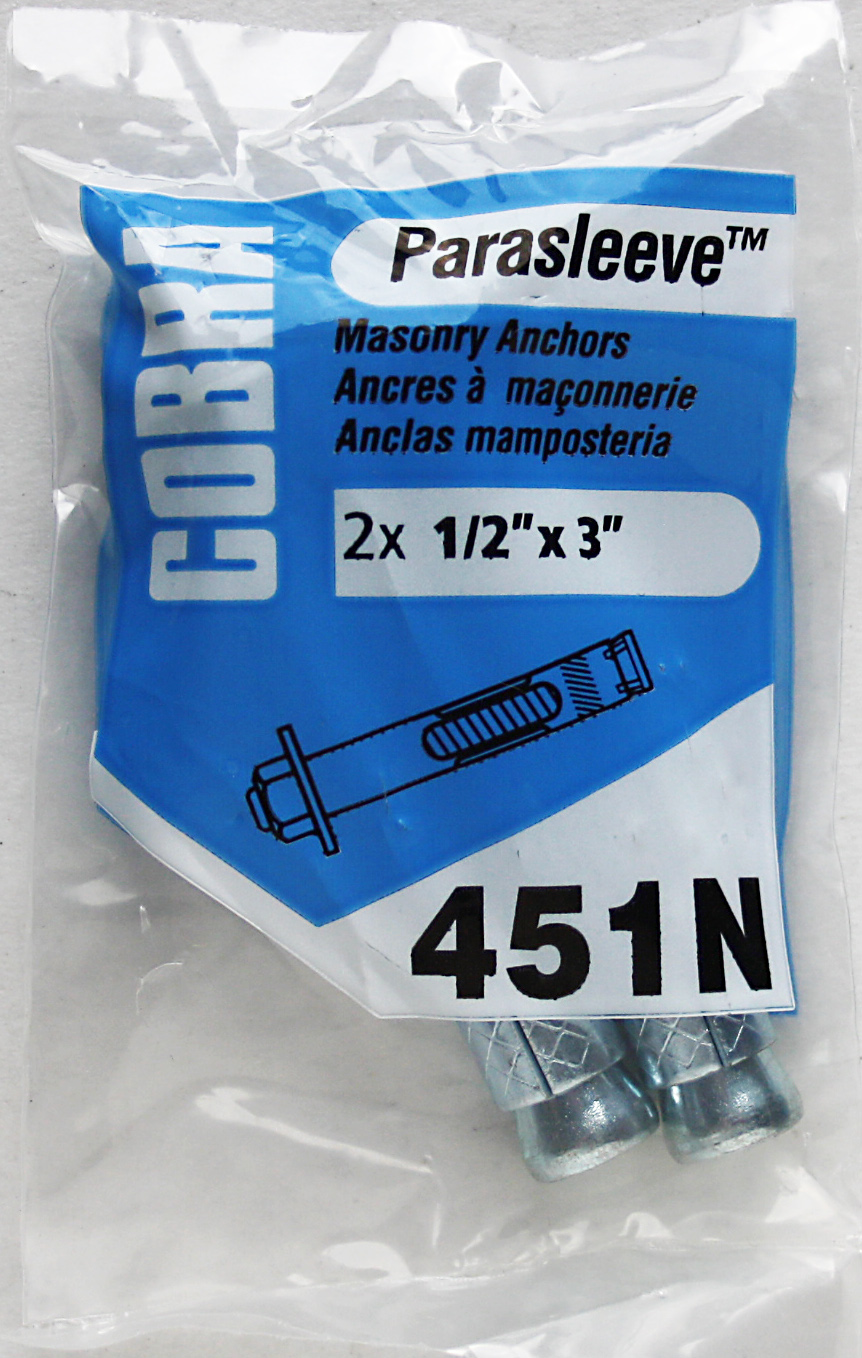 COBRA
Parasleeve™
Masonry Anchors
Ancres à maçonnerie
Anclas mamposteria
2x 1/2"x 3"
451N